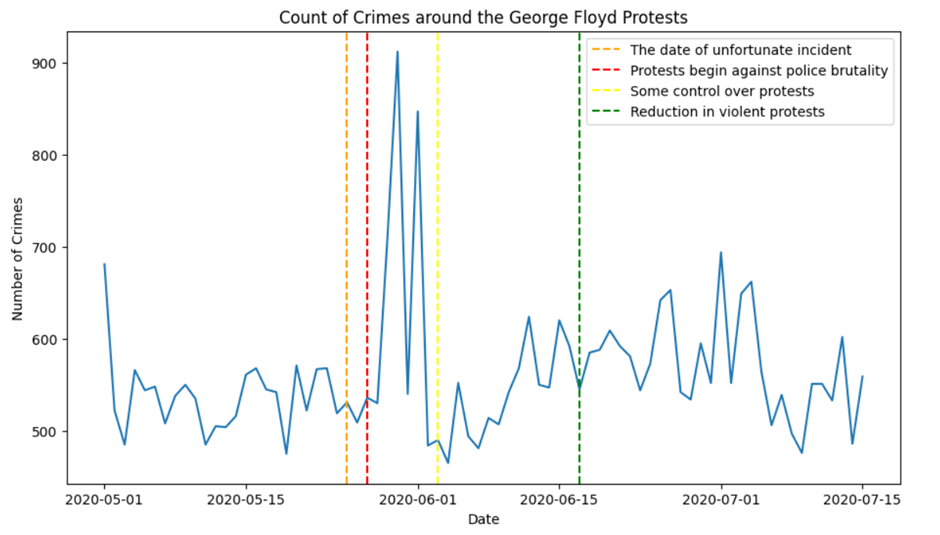 Count of Crimes around the George Floyd Protests
The date of unfortunate incident
Protests begin against police brutality
Some control over protests
Reduction in violent protests
Number of Crimes
900
800
700
600
500
2020-05-01 2020-05-15 2020-06-01 2020-06-15 2020-07-01 2020-07-15
Date